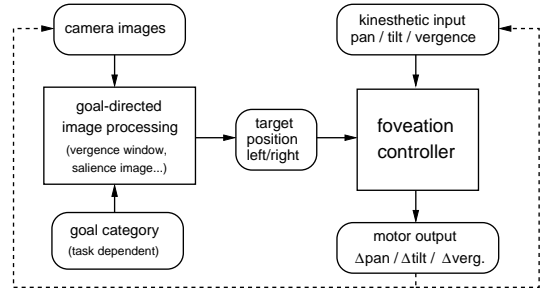 camera images
goal-directed
image processing
(vergence window,
salience image...)
goal category
(task dependent)
target
position
left/right
kinesthetic input
pan / tilt / vergence
foveation
controller
motor output
Δpan / Δtilt / Δverg.